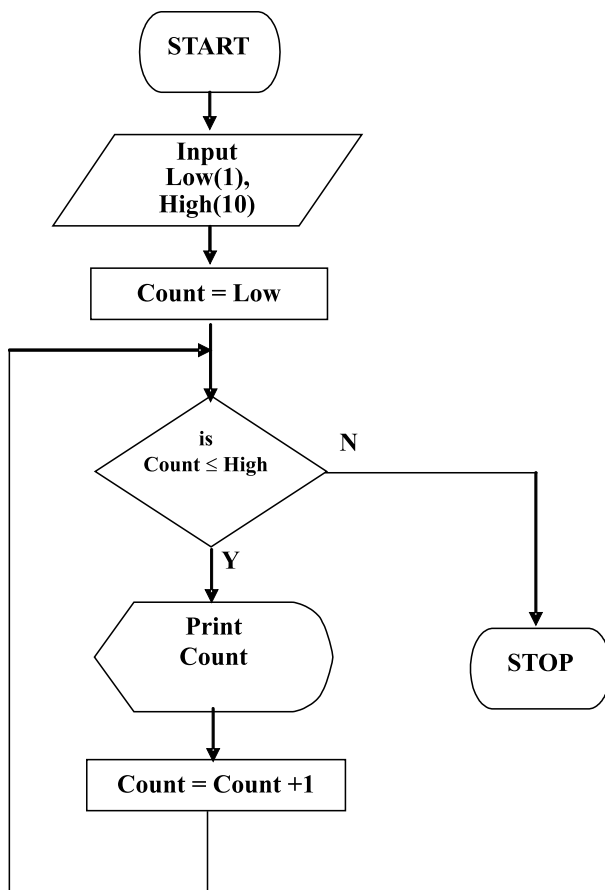 START
Input
Low(1),
High(10)
Count = Low
is
Count ≤ High
N
Y
Print
Count
STOP
Count = Count +1